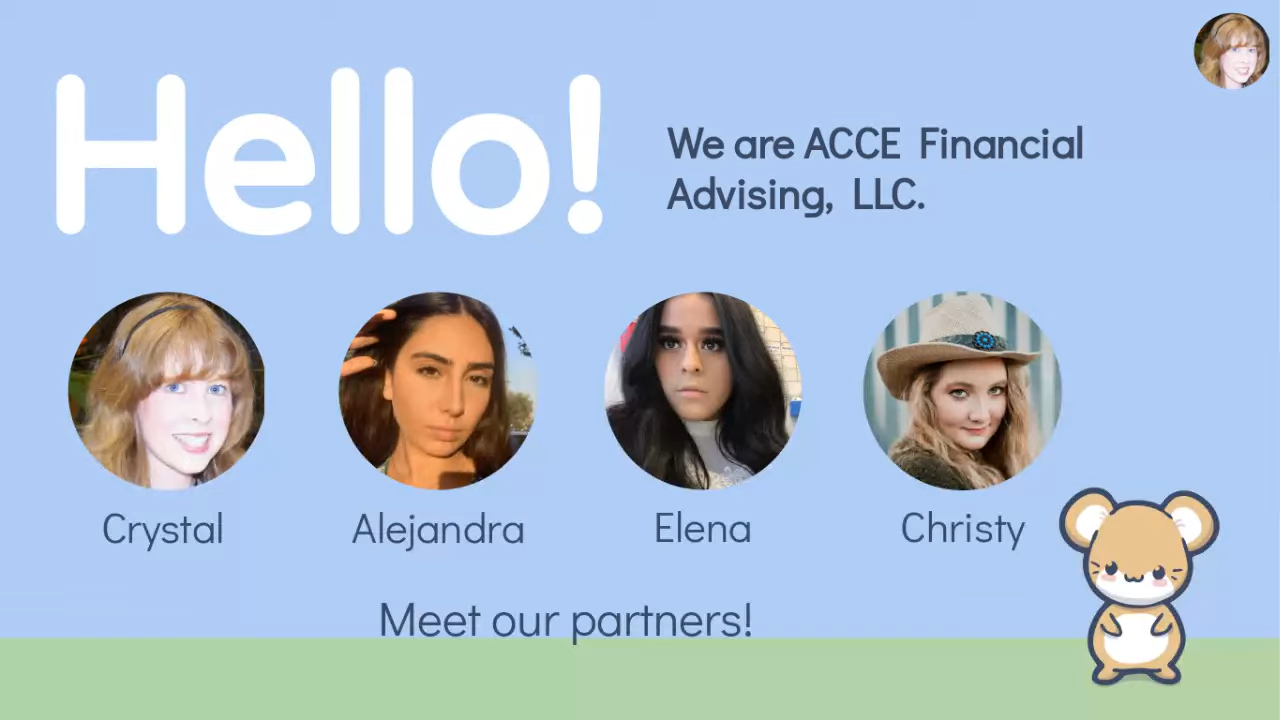 Hello!
We are ACCE Financial
Advising, LLC.
Crystal
Alejandra
Elena
Christy
Meet our partners!